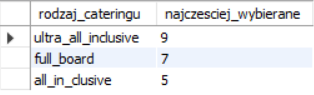 rodzaj_cateringu najczesciej_wybierane
ultra_all_inclusive 9
full_board 7
all_in_clusive 5